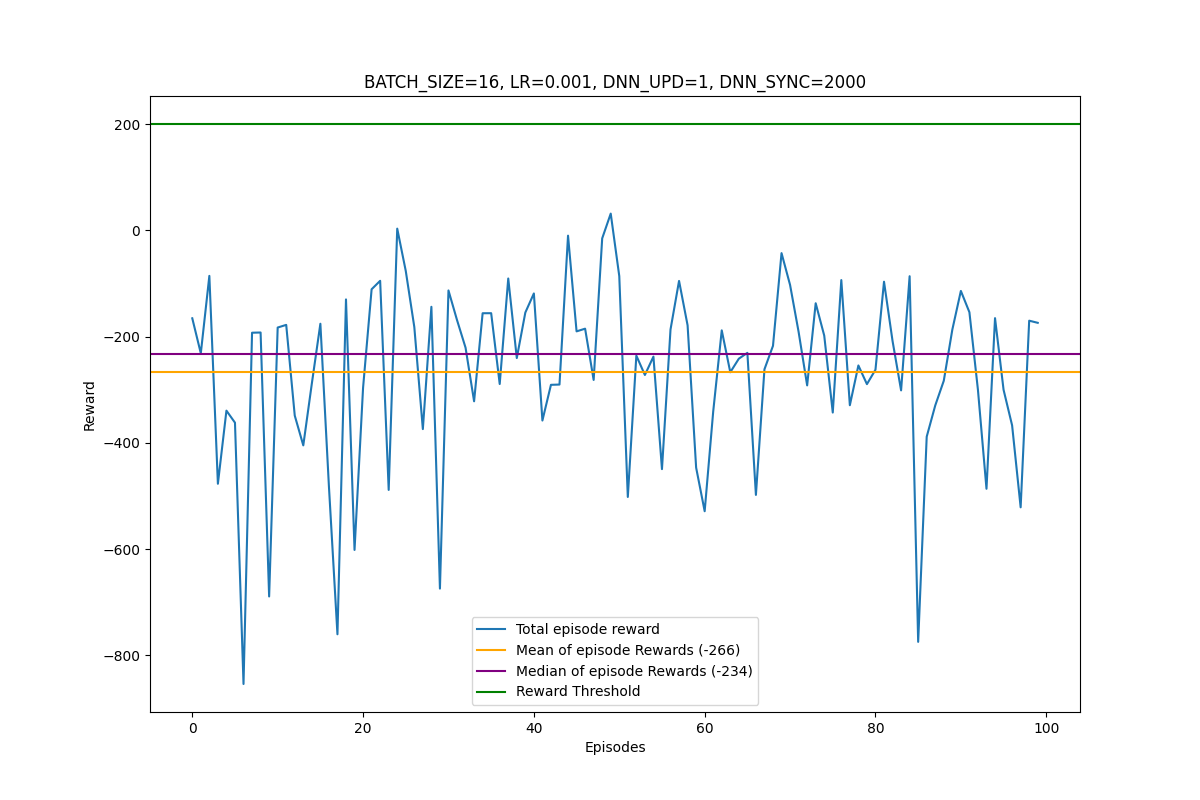 BATCH_SIZE=16, LR=0.001, DNN_UPD=1, DNN_SYNC=2000
200
0
−200
−400
−600
−800
Reward
Total episode reward
Mean of episode Rewards (-266)
Median of episode Rewards (-234)
Reward Threshold
0 20 40 60 80 100
Episodes